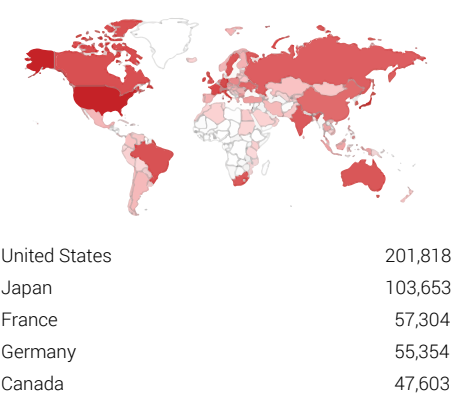 United States 201,818
Japan 103,653
France 57,304
Germany 55,354
Canada 47,603